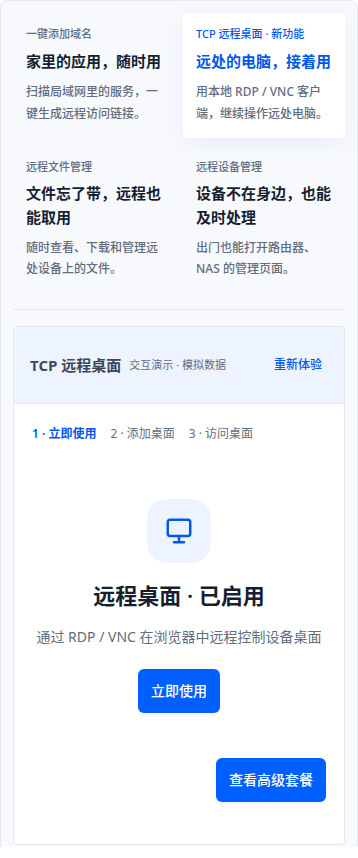 一键添加域名
家里的应用，随时用
扫描局域网里的服务，一
键生成远程访问链接。
TCP 远程桌面 · 新功能
远处的电脑，接着用
用本地 RDP / VNC 客户
端，继续操作远处电脑。
远程文件管理
文件忘了带，远程也
能取用
随时查看、下载和管理远
处设备上的文件。
远程设备管理
设备不在身边，也能
及时处理
出门也能打开路由器、
NAS 的管理页面。
TCP 远程桌面 交互演示 · 模拟数据 重新体验
1 · 立即使用 2 · 添加桌面 3 · 访问桌面
远程桌面 · 已启用
通过 RDP / VNC 在浏览器中远程控制设备桌面
立即使用
查看高级套餐